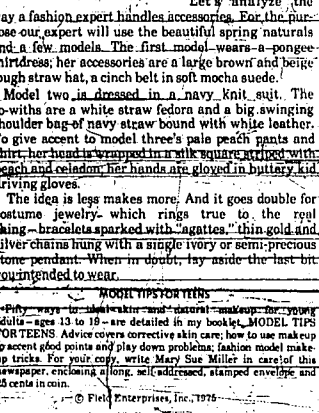 Let's analyze the
way a fashion expert handles accessories. For the pur-
pose our expert will use the beautiful spring naturals
and a few models. The first model wears a pongee
shirtdress; her accessories are a large brown and beige
rough straw hat, a cinch belt in soft mocha suede.
Model two is dressed in a navy knit suit. The
go-withs are a white straw fedora and a big swinging
shoulder bag of navy straw bound with white leather.
To give accent to model three's pale peach pants and
shirt, her head is wrapped in a silk square striped with
peach and celadon, her hands are gloved in buttery kid
driving gloves.
The idea is less makes more. And it goes double for
costume jewelry- which rings true to the real
king - bracelets sparked with "agattes," thin gold and
silver chains hung with a single ivory or semi-precious
stone pendant. When in doubt, lay aside the last bit
you intended to wear.
MODEL TIPS FOR TEENS
Fifty ways to ideal skin and natural makeup for young
adults - ages 13 to 19 - are detailed in my booklet, MODEL TIPS
FOR TEENS. Advice covers corrective skin care; how to use makeup
to accent good points and play down problems; fashion model make-
up tricks. For your copy, write Mary Sue Miller in care of this
newspaper, enclosing a long, self-addressed, stamped envelope and
25 cents in coin.
© Field Enterprises, Inc., 1975